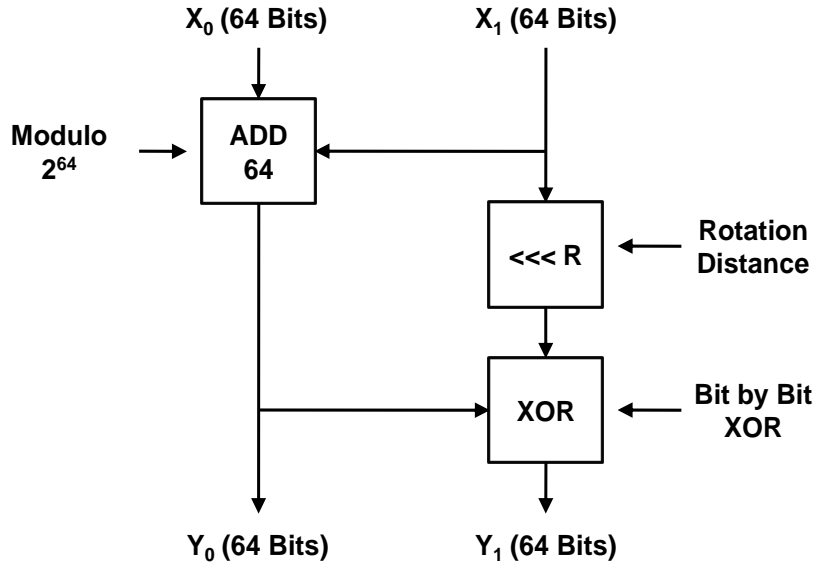 X₀ (64 Bits)
X₁ (64 Bits)
Modulo
2⁶⁴
ADD
64
<<< R
Rotation
Distance
XOR
Bit by Bit
XOR
Y₀ (64 Bits)
Y₁ (64 Bits)